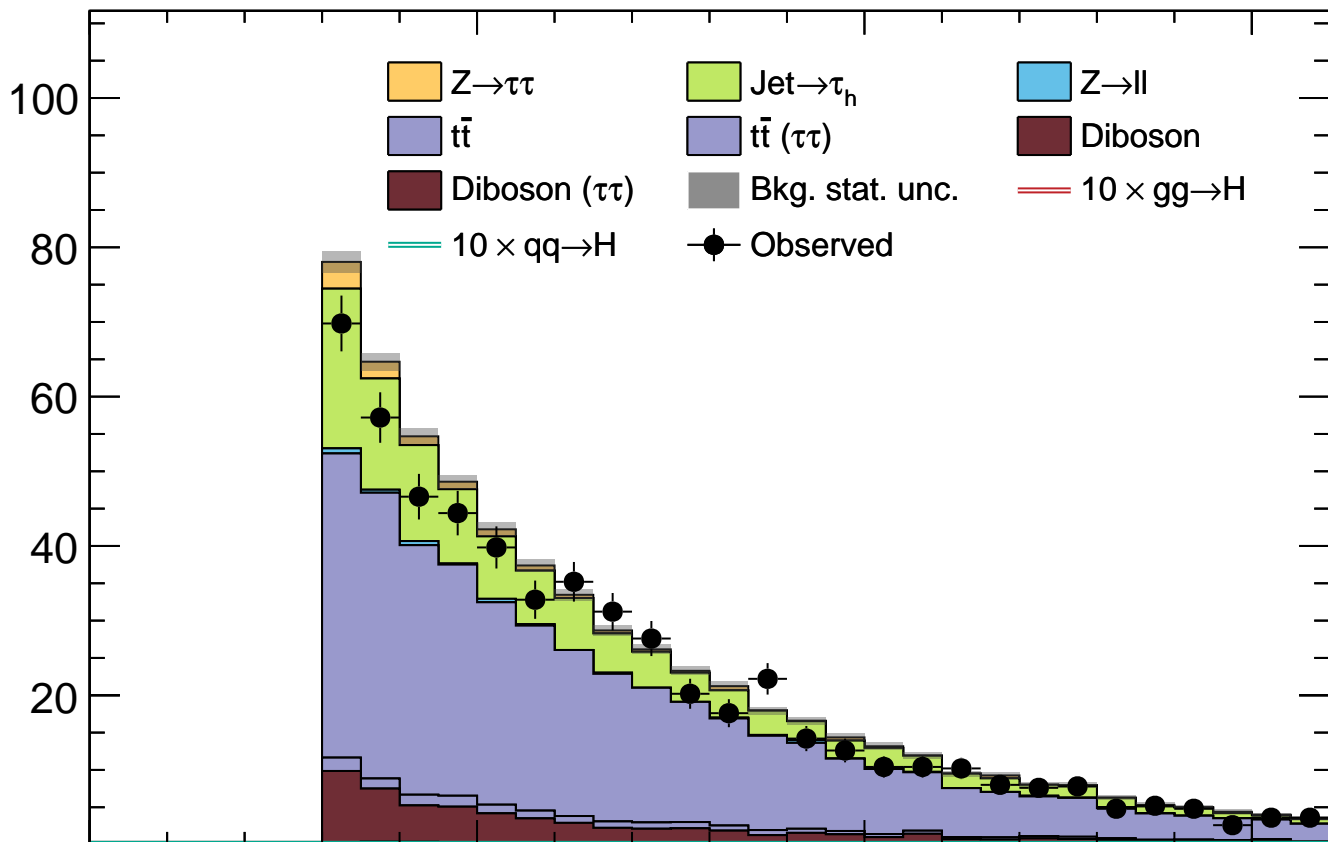 100
80
60
40
20
Z→ττ Jet→τh Z→ll
tt̄ tt̄ (ττ) Diboson
Diboson (ττ) Bkg. stat. unc. 10 × gg→H
10 × qq→H Observed